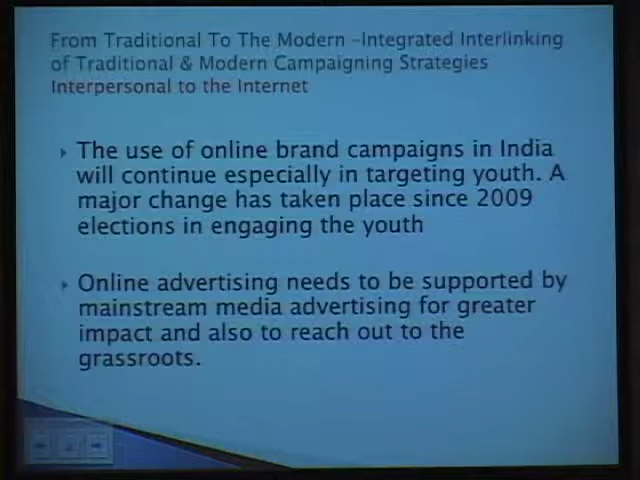 From Traditional To The Modern –Integrated Interlinking
of Traditional & Modern Campaigning Strategies
Interpersonal to the Internet
The use of online brand campaigns in India
will continue especially in targeting youth. A
major change has taken place since 2009
elections in engaging the youth
Online advertising needs to be supported by
mainstream media advertising for greater
impact and also to reach out to the
grassroots.